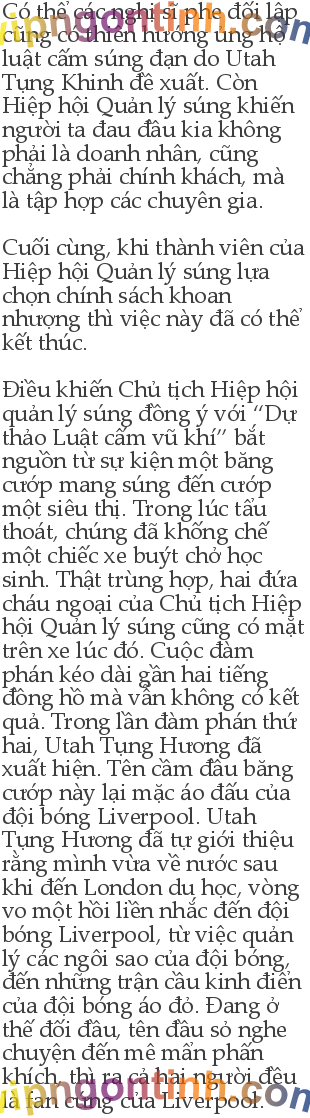 Có thể các nghị sĩ phe đối lập
cũng có thiên hướng ủng hộ
luật cấm súng đạn do Utah
Tụng Khinh đề xuất. Còn
Hiệp hội Quản lý súng khiến
người ta đau đầu kia không
phải là doanh nhân, cũng
chẳng phải chính khách, mà
là tập hợp các chuyên gia.
Cuối cùng, khi thành viên của
Hiệp hội Quản lý súng lựa
chọn chính sách khoan
nhượng thì việc này đã có thể
kết thúc.
Điều khiến Chủ tịch Hiệp hội
quản lý súng đồng ý với “Dự
thảo Luật cấm vũ khí” bắt
nguồn từ sự kiện một băng
cướp mang súng đến cướp
một siêu thị. Trong lúc tẩu
thoát, chúng đã khống chế
một chiếc xe buýt chở học
sinh. Thật trùng hợp, hai đứa
cháu ngoại của Chủ tịch Hiệp
hội Quản lý súng cũng có mặt
trên xe lúc đó. Cuộc đàm
phán kéo dài gần hai tiếng
đồng hồ mà vẫn không có kết
quả. Trong lần đàm phán thứ
hai, Utah Tụng Hương đã
xuất hiện. Tên cầm đầu băng
cướp này lại mặc áo đấu của
đội bóng Liverpool. Utah
Tụng Hương đã tự giới thiệu
rằng mình vừa về nước sau
khi đến London du học, vòng
vo một hồi liền nhắc đến đội
bóng Liverpool, từ việc quản
lý các ngôi sao của đội bóng,
đến những trận cầu kinh điển
của đội bóng áo đỏ. Đang ở
thế đối đầu, tên đầu sỏ nghe
chuyện đến mê mẩn phấn
khích, thì ra cả hai người đều
là fan cứng của Liverpool.